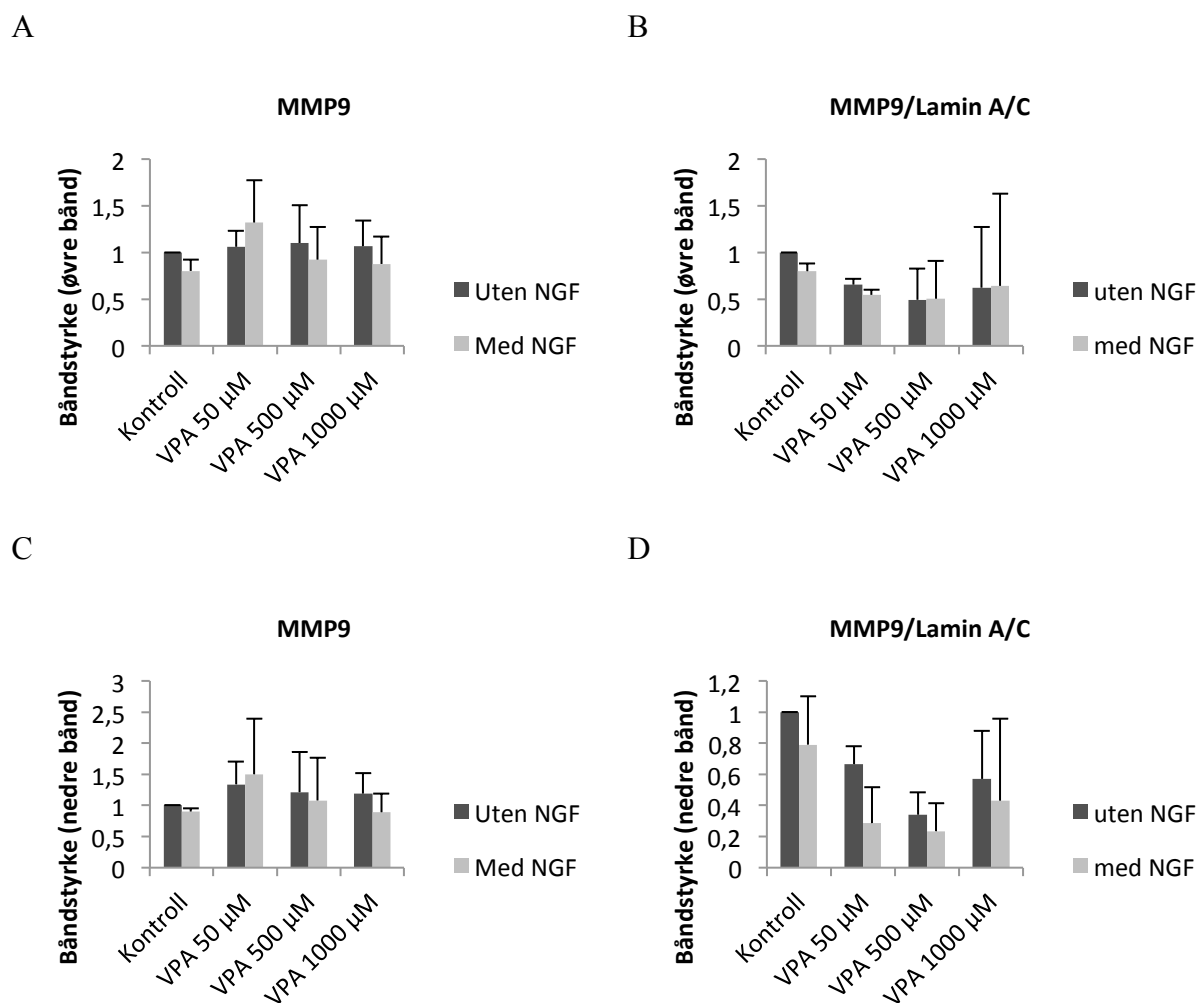 A
MMP9
Båndstyrke (øvre bånd)
2
1,5
1
0,5
0
Kontroll
VPA 50 µM
VPA 500 µM
VPA 1000 µM
Uten NGF
Med NGF
B
MMP9/Lamin A/C
Båndstyrke (øvre bånd)
2
1,5
1
0,5
0
Kontroll
VPA 50 µM
VPA 500 µM
VPA 1000 µM
uten NGF
med NGF
C
MMP9
Båndstyrke (nedre bånd)
3
2,5
2
1,5
1
0,5
0
Kontroll
VPA 50 µM
VPA 500 µM
VPA 1000 µM
Uten NGF
Med NGF
D
MMP9/Lamin A/C
Båndstyrke (nedre bånd)
1,2
1
0,8
0,6
0,4
0,2
0
Kontroll
VPA 50 µM
VPA 500 µM
VPA 1000 µM
uten NGF
med NGF